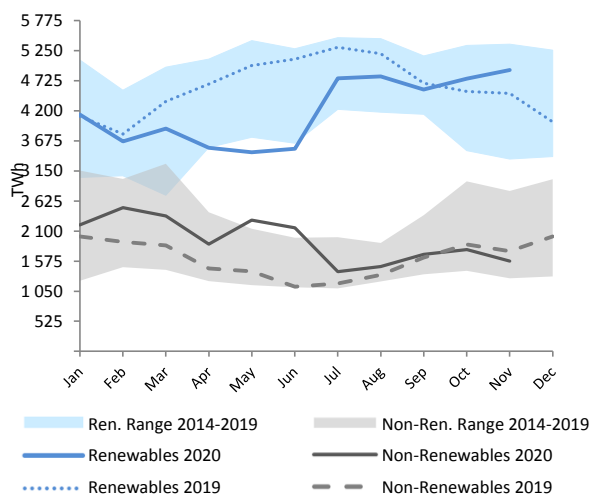 5 775
5 250
4 725
4 200
3 675
TWh
150
2 625
2 100
1 575
1 050
525
Jan Feb Mar Apr May Jun Jul Aug Sep Oct Nov Dec
Ren. Range 2014-2019 Non-Ren. Range 2014-2019
Renewables 2020 Non-Renewables 2020
Renewables 2019 Non-Renewables 2019